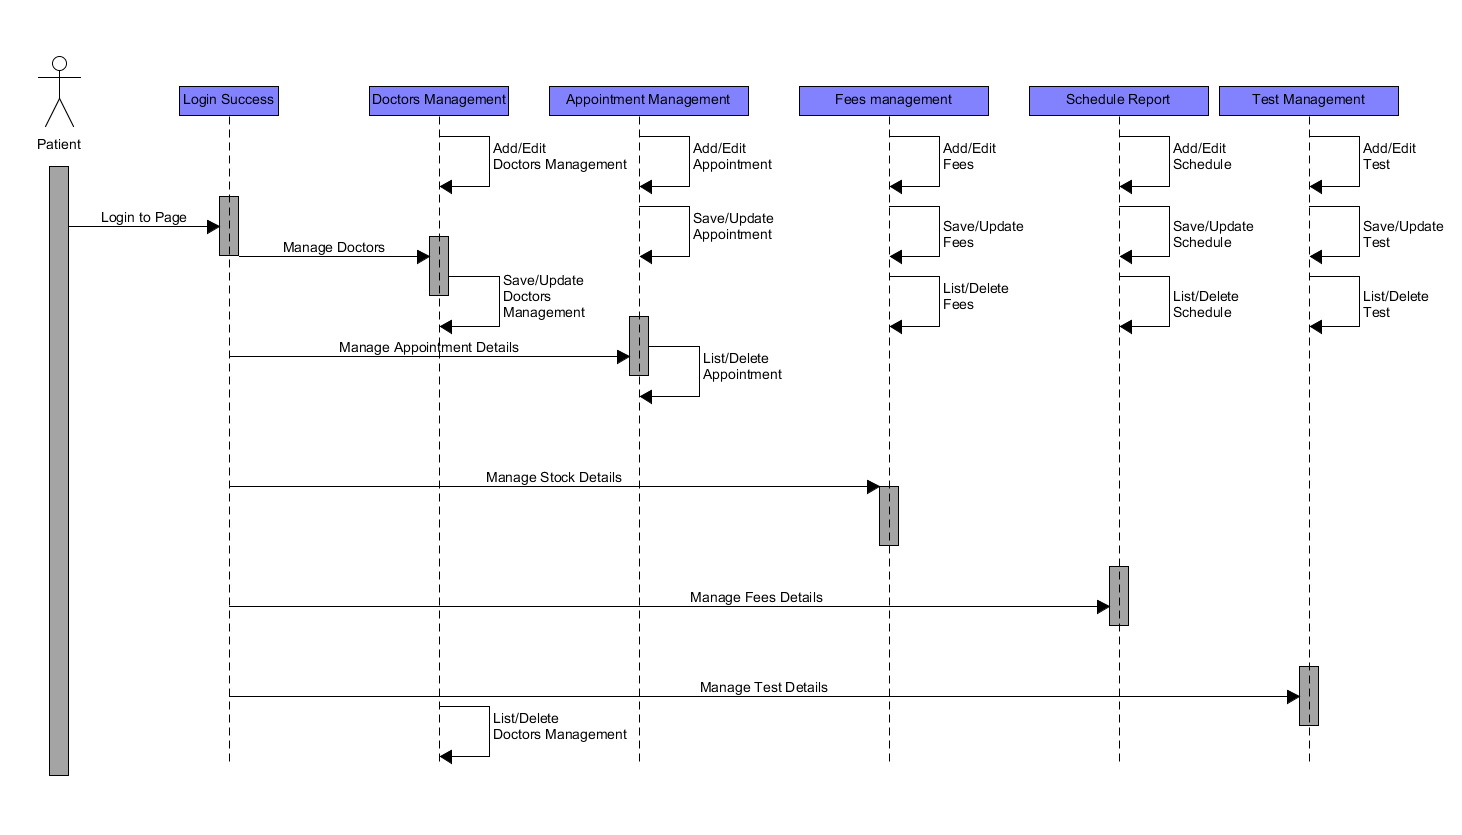 Patient
Login Success
Doctors Management
Appointment Management
Fees management
Schedule Report
Test Management
Add/Edit
Doctors Management
Add/Edit
Appointment
Add/Edit
Fees
Add/Edit
Schedule
Add/Edit
Test
Login to Page
Save/Update
Appointment
Save/Update
Fees
Save/Update
Schedule
Save/Update
Test
Manage Doctors
Save/Update
Doctors
Management
List/Delete
Fees
List/Delete
Schedule
List/Delete
Test
Manage Appointment Details
List/Delete
Appointment
Manage Stock Details
Manage Fees Details
Manage Test Details
List/Delete
Doctors Management